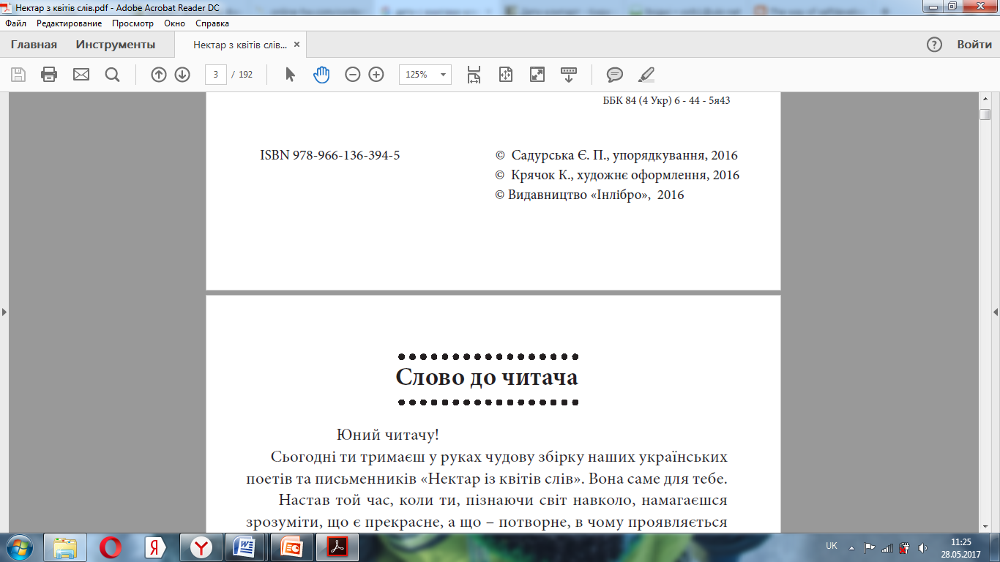 Нектар з квітів слів.pdf - Adobe Acrobat Reader DC
Файл Редактирование Просмотр Окно Справка
Главная Инструменты Нектар з квітів слів... × ? Войти
3 / 192 125%
ББК 84 (4 Укр) 6 - 44 - 5я43
ISBN 978-966-136-394-5 © Садурська Є. П., упорядкування, 2016
© Крячок К., художнє оформлення, 2016
© Видавництво «Інлібро», 2016
Слово до читача
Юний читачу!
Сьогодні ти тримаєш у руках чудову збірку наших українських
поетів та письменників «Нектар із квітів слів». Вона саме для тебе.
Настав той час, коли ти, пізнаючи світ навколо, намагаєшся
зрозуміти, що є прекрасне, а що – потворне, в чому проявляється
UK 11:25
28.05.2017